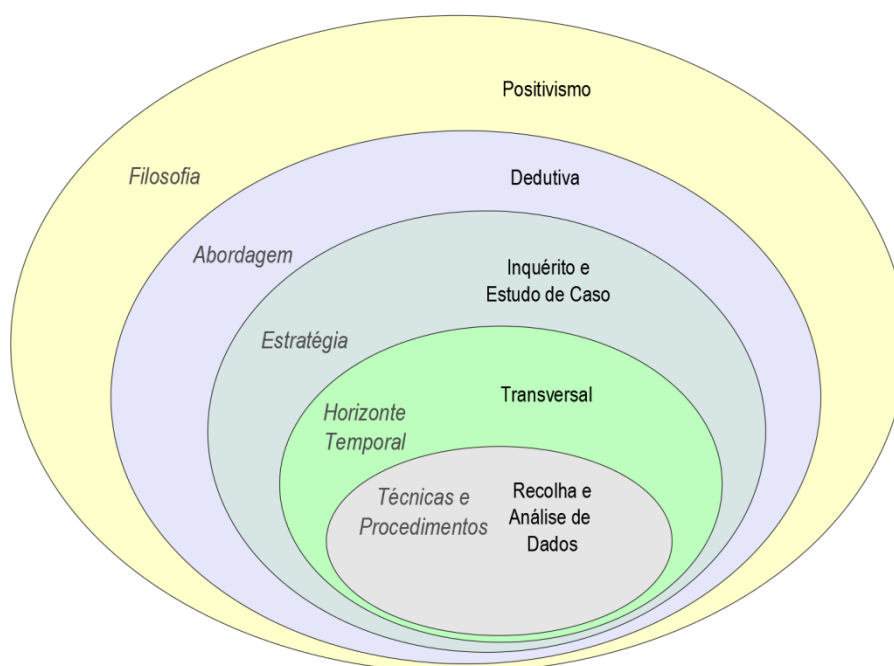 Positivismo
Filosofia
Dedutiva
Abordagem
Inquérito e
Estudo de Caso
Estratégia
Transversal
Horizonte
Temporal
Recolha e
Análise de
Dados
Técnicas e
Procedimentos